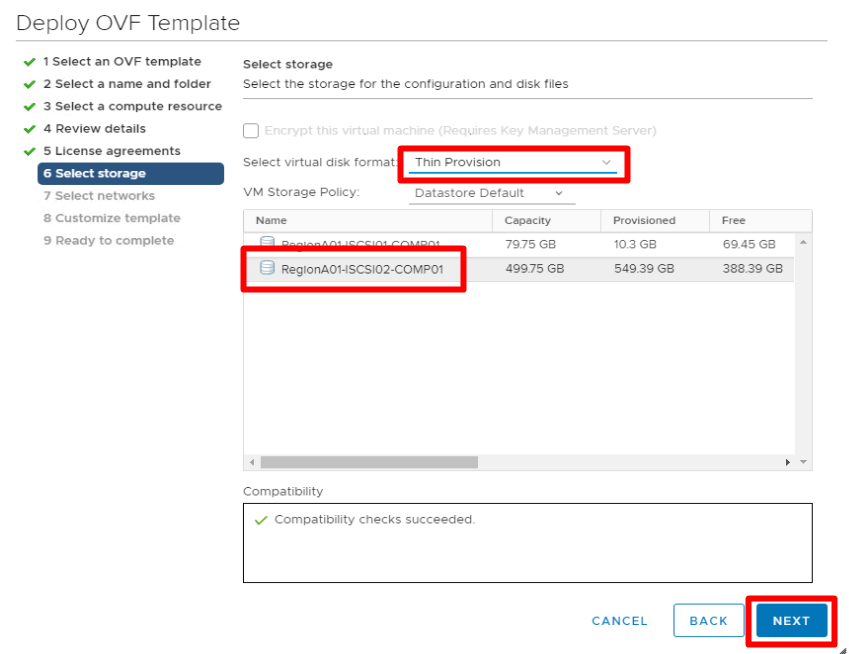 Deploy OVF Template
1 Select an OVF template
2 Select a name and folder
3 Select a compute resource
4 Review details
5 License agreements
6 Select storage
7 Select networks
8 Customize template
9 Ready to complete
Select storage
Select the storage for the configuration and disk files
Encrypt this virtual machine (Requires Key Management Server)
Select virtual disk format: Thin Provision
VM Storage Policy: Datastore Default
Name Capacity Provisioned Free
RegionA01-ISCSI01-COMP01 79.75 GB 10.3 GB 69.45 GB
RegionA01-ISCSI02-COMP01 499.75 GB 549.39 GB 388.39 GB
Compatibility
Compatibility checks succeeded.
CANCEL BACK NEXT